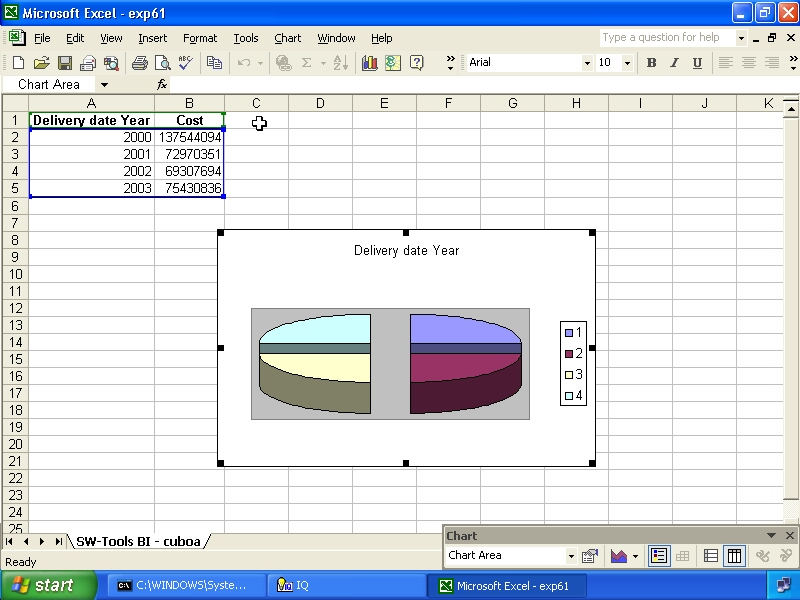 Microsoft Excel - exp61
File Edit View Insert Format Tools Chart Window Help Type a question for help
Arial 10 B I U
Chart Area fx
A B C D E F G H I J K
1 Delivery date Year Cost
2 2000 137544094
3 2001 72970351
4 2002 69307694
5 2003 75430836
6
7
8
9
10
11
12
13
14
15
16
17
18
19
20
21
22
23
24
25
Delivery date Year
1
2
3
4
SW-Tools BI - cuboa
Chart
Chart Area
Ready
start C:\WINDOWS\Syste... IQ Microsoft Excel - exp61